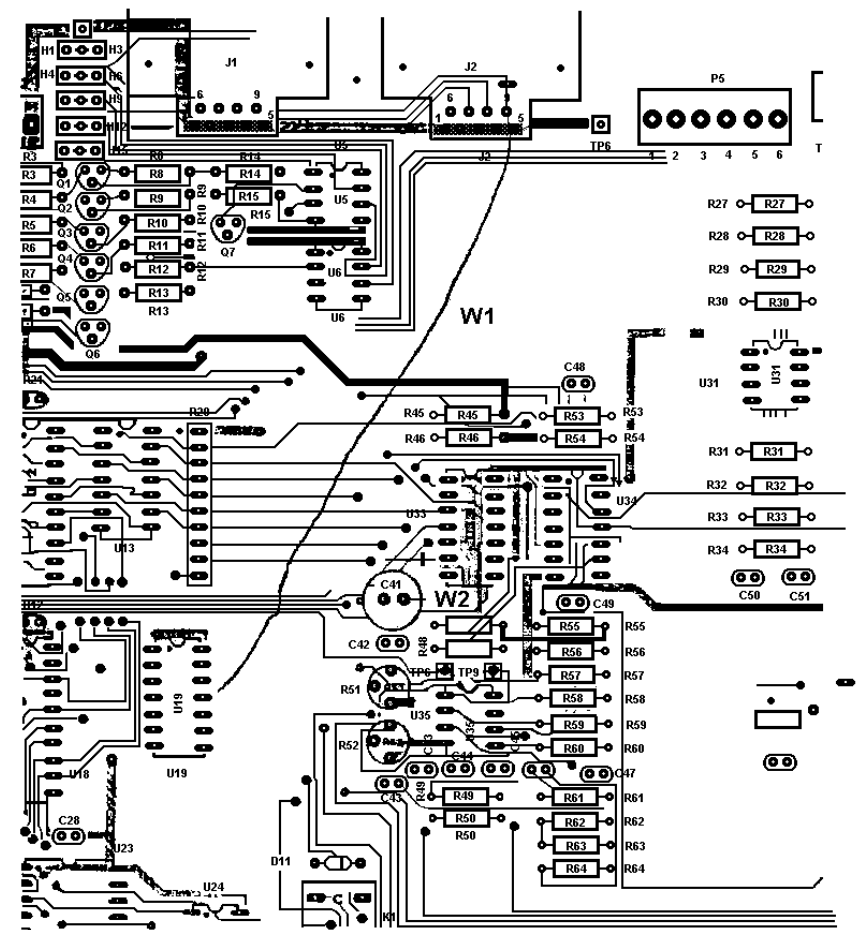 H1 H3
J1 J2 P5
H4 H6
6 9 6 9
H9
H12 5 1 5 TP6 T
H15 U5 J2 1 2 3 4 5 6
R3 R8 R14
R3 Q1 R8 R14
R4 Q2 R9 R9 R15 U5 R27 R27
R5 Q3 R10 R10 R15
R6 Q4 R11 R11 Q7 R28 R28
R7 R12 R12 U6 R29 R29
Q5 R13 R30 R30
R13 U6 W1
Q6
C48 U31 U31
R21
R20 R45 R45 R53 R53
R46 R46 R54 R54 R31 R31
U13 U33 U34 R32 R32
R33 R33
R34 R34
C41 W2 C49 C50 C51
U12
C42 R48 R55 R55
R56 R56
TP6 TP9 R57 R57
R51 R58 R58
U19 U35 U35 R59 R59
R52 R60 R60
U18 U19 C44 C45 C47
C43 R49 R49 R61 R61
C28 R50 R62 R62
U23 R50 R63 R63
D11 R64 R64
U24
K1